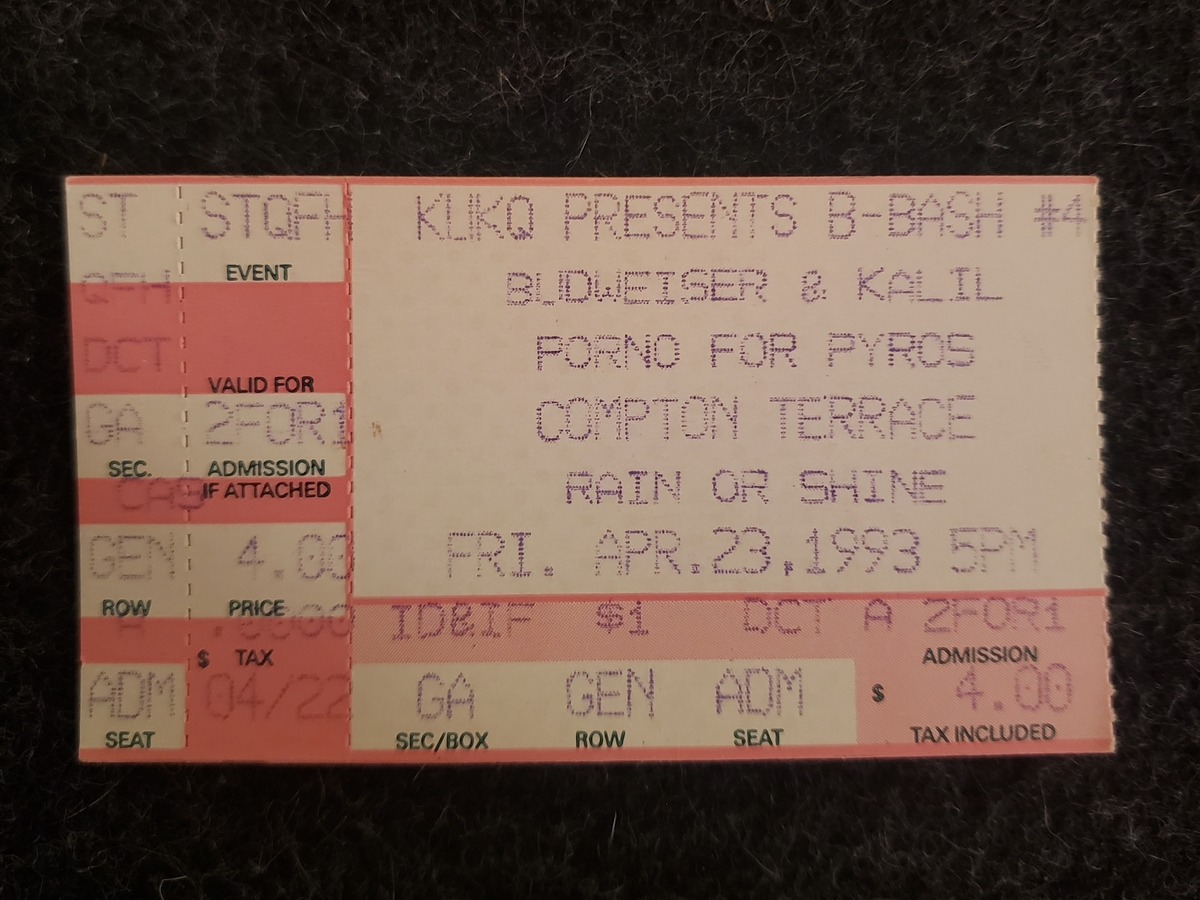 ST STQFH KUKQ PRESENTS B-BASH #4
EVENT
QFH BUDWEISER & KALIL
DCT PORNO FOR PYROS
VALID FOR
GA 2FOR1 COMPTON TERRACE
SEC. ADMISSION
IF ATTACHED
CA9 RAIN OR SHINE
GEN 4.00 FRI. APR.23,1993 5PM
ROW PRICE
ID&IF $1 DCT A 2FOR1
$ TAX ADMISSION
ADM 04/22 GA GEN ADM $ 4.00
SEAT SEC/BOX ROW SEAT TAX INCLUDED